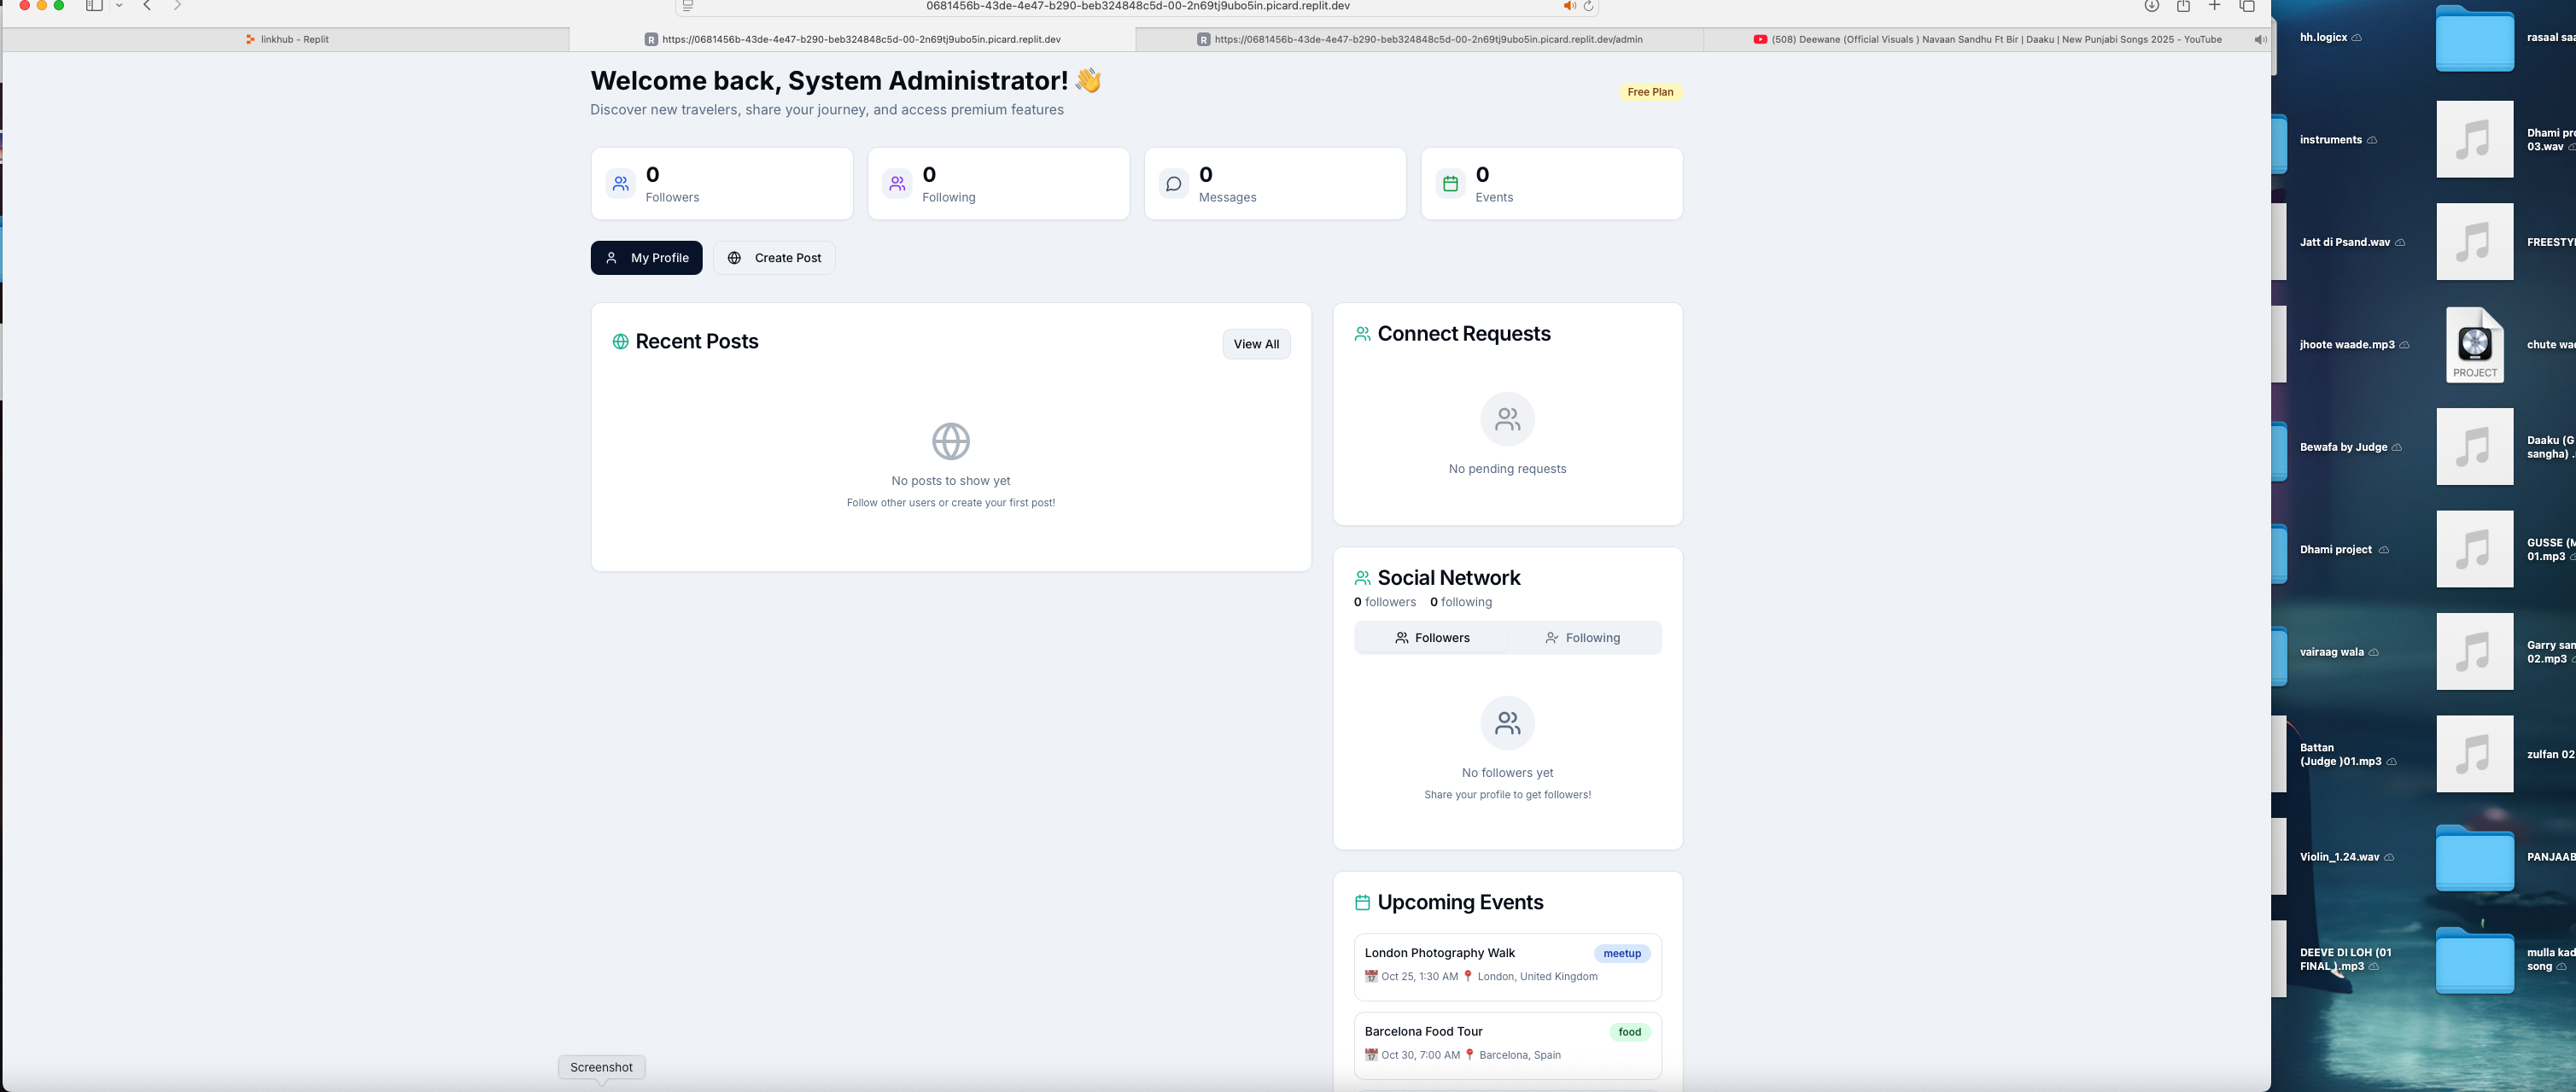 0681456b-43de-4e47-b290-beb324848c5d-00-2n69tj9ubo5in.picard.replit.dev
linkhub - Replit
R https://0681456b-43de-4e47-b290-beb324848c5d-00-2n69tj9ubo5in.picard.replit.dev
R https://0681456b-43de-4e47-b290-beb324848c5d-00-2n69tj9ubo5in.picard.replit.dev/admin
(508) Deewane (Official Visuals ) Navaan Sandhu Ft Bir | Daaku | New Punjabi Songs 2025 - YouTube
Welcome back, System Administrator! 👋
Discover new travelers, share your journey, and access premium features
Free Plan
0
Followers
0
Following
0
Messages
0
Events
My Profile
Create Post
Recent Posts
View All
No posts to show yet
Follow other users or create your first post!
Connect Requests
No pending requests
Social Network
0 followers 0 following
Followers
Following
No followers yet
Share your profile to get followers!
Upcoming Events
London Photography Walk
meetup
📅 Oct 25, 1:30 AM 📍 London, United Kingdom
Barcelona Food Tour
food
📅 Oct 30, 7:00 AM 📍 Barcelona, Spain
Screenshot
hh.logicx
rasaal
instruments
Dhami
03.wav
Jatt di Psand.wav
jhoote waade.mp3
PROJECT
chute
Bewafa by Judge
Daaku (G
sangha)
Dhami project
GUSSE
01.mp3
vairaag wala
Garry
02.mp3
Battan
(Judge )01.mp3
zulfan 02
Violin_1.24.wav
DEEVE DI LOH (01
FINAL ).mp3
mulla
song